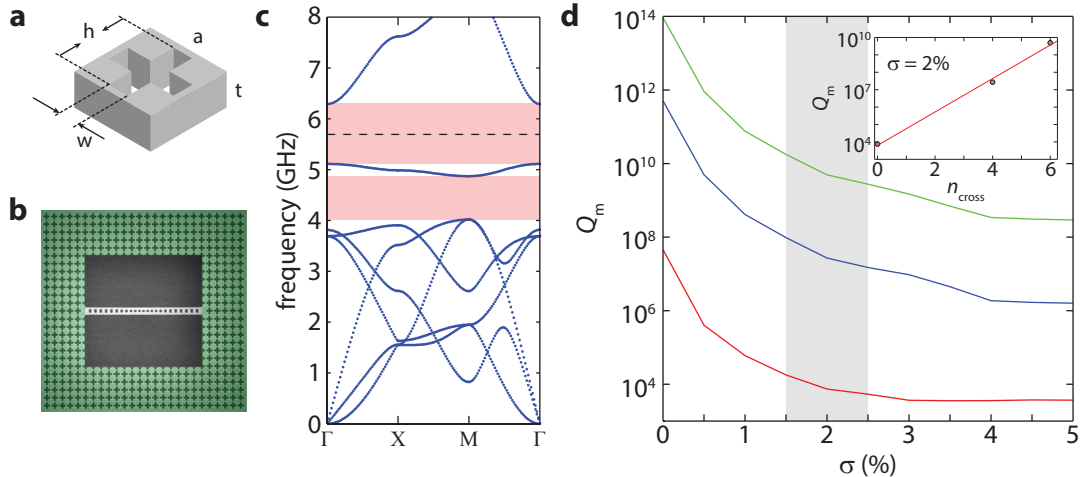 a
h
a
t
w
b
c
8
7
6
5
4
3
2
1
0
frequency (GHz)
Γ X M Γ
d
10^14
10^12
10^10
10^8
10^6
10^4
Q_m
0 1 2 3 4 5
σ (%)
10^10
10^7
10^4
Q_m
σ = 2%
0 2 4 6
n_cross